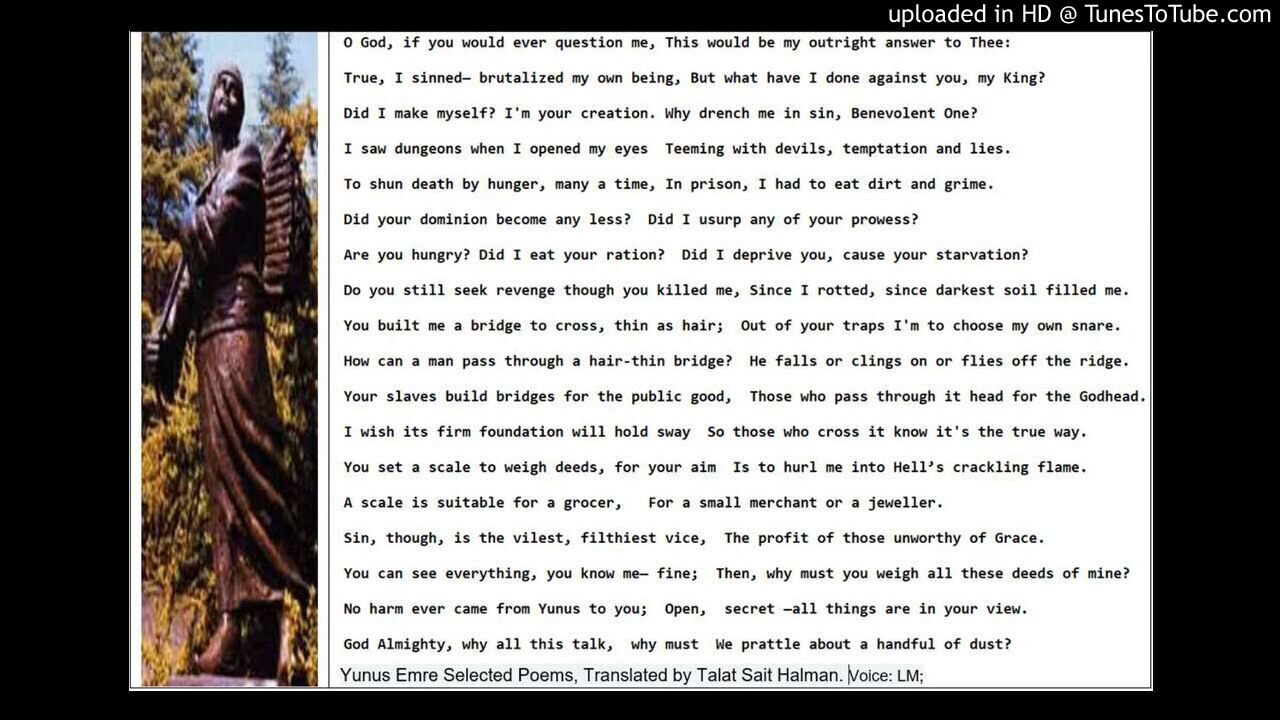 uploaded in HD @ TunesToTube.com
O God, if you would ever question me, This would be my outright answer to Thee:
True, I sinned— brutalized my own being, But what have I done against you, my King?
Did I make myself? I'm your creation. Why drench me in sin, Benevolent One?
I saw dungeons when I opened my eyes  Teeming with devils, temptation and lies.
To shun death by hunger, many a time, In prison, I had to eat dirt and grime.
Did your dominion become any less?  Did I usurp any of your prowess?
Are you hungry? Did I eat your ration?  Did I deprive you, cause your starvation?
Do you still seek revenge though you killed me, Since I rotted, since darkest soil filled me.
You built me a bridge to cross, thin as hair;  Out of your traps I'm to choose my own snare.
How can a man pass through a hair-thin bridge?  He falls or clings on or flies off the ridge.
Your slaves build bridges for the public good,  Those who pass through it head for the Godhead.
I wish its firm foundation will hold sway  So those who cross it know it's the true way.
You set a scale to weigh deeds, for your aim  Is to hurl me into Hell’s crackling flame.
A scale is suitable for a grocer,   For a small merchant or a jeweller.
Sin, though, is the vilest, filthiest vice,  The profit of those unworthy of Grace.
You can see everything, you know me— fine;  Then, why must you weigh all these deeds of mine?
No harm ever came from Yunus to you;  Open,  secret —all things are in your view.
God Almighty, why all this talk,  why must  We prattle about a handful of dust?
Yunus Emre Selected Poems, Translated by Talat Sait Halman. Voice: LM;